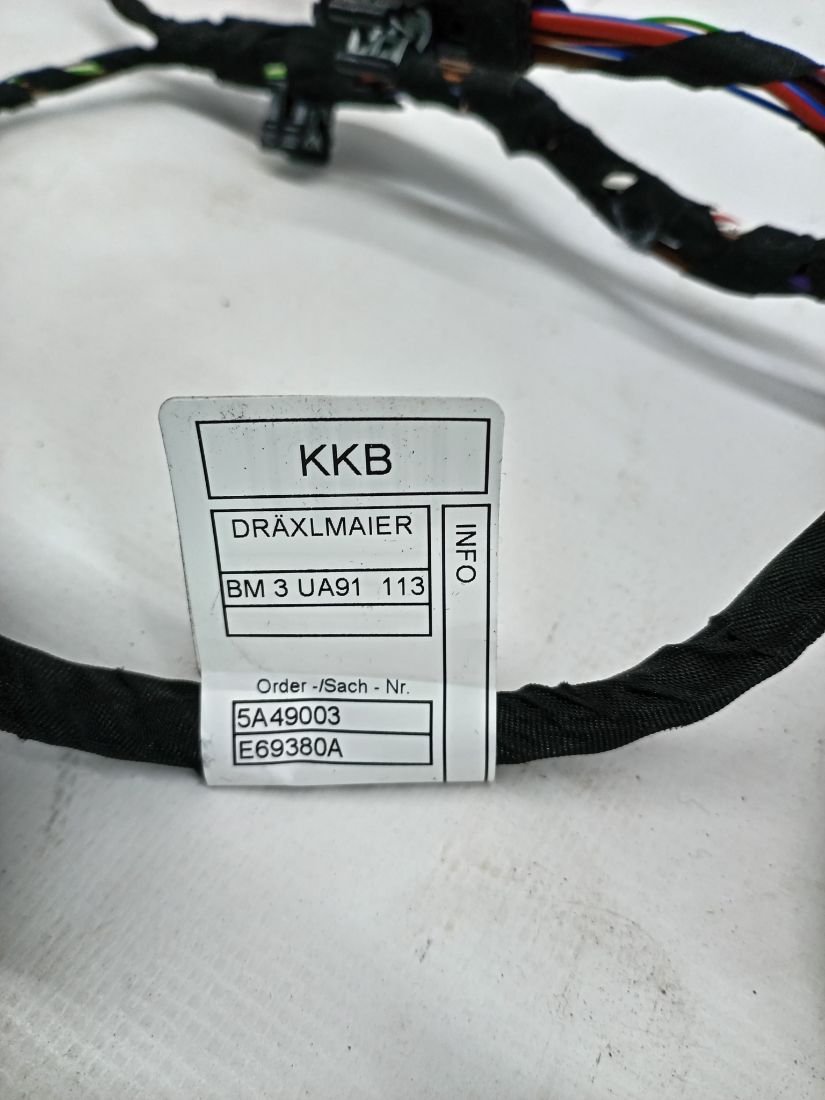 KKB
DRÄXLMAIER
INFO
BM 3 UA91 113
Order -/Sach - Nr.
5A49003
E69380A